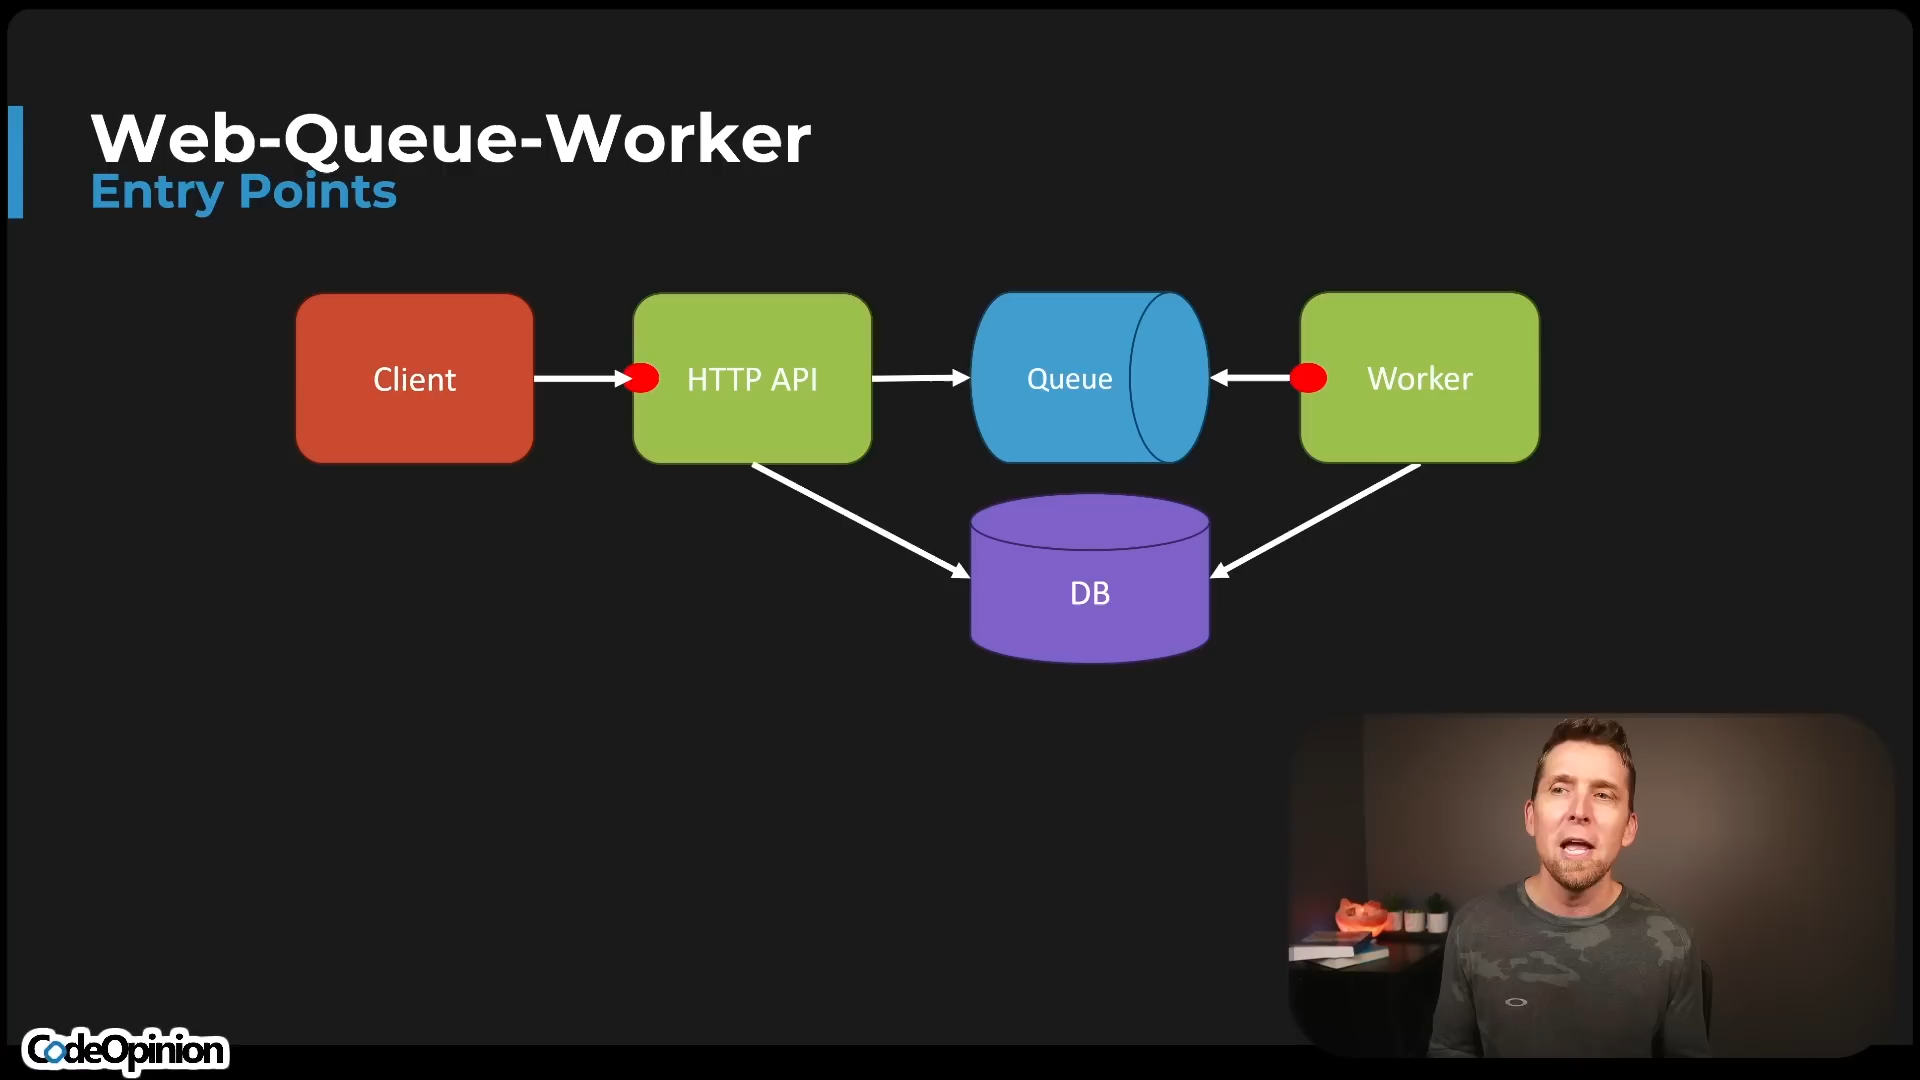 Web-Queue-Worker
Entry Points
Client
HTTP API
Queue
Worker
DB
CodeOpinion